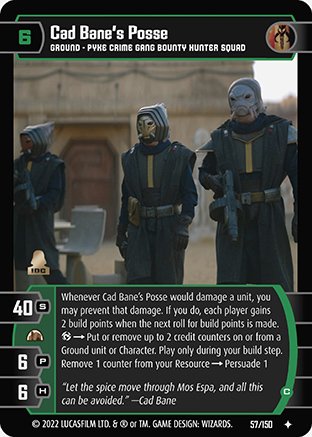 6
Cad Bane's Posse
GROUND - PYKE CRIME GANG BOUNTY HUNTER SQUAD
IBC
40 S
6 P
6 H
Whenever Cad Bane's Posse would damage a unit, you
may prevent that damage. If you do, each player gains
2 build points when the next roll for build points is made.
→ Put or remove up to 2 credit counters on or from a
Ground unit or Character. Play only during your build step.
Remove 1 counter from your Resource → Persuade 1
"Let the spice move through Mos Espa, and all this
can be avoided." —Cad Bane
C
© 2022 LUCASFILM LTD. & ® or TM. GAME DESIGN: WIZARDS.
57/150